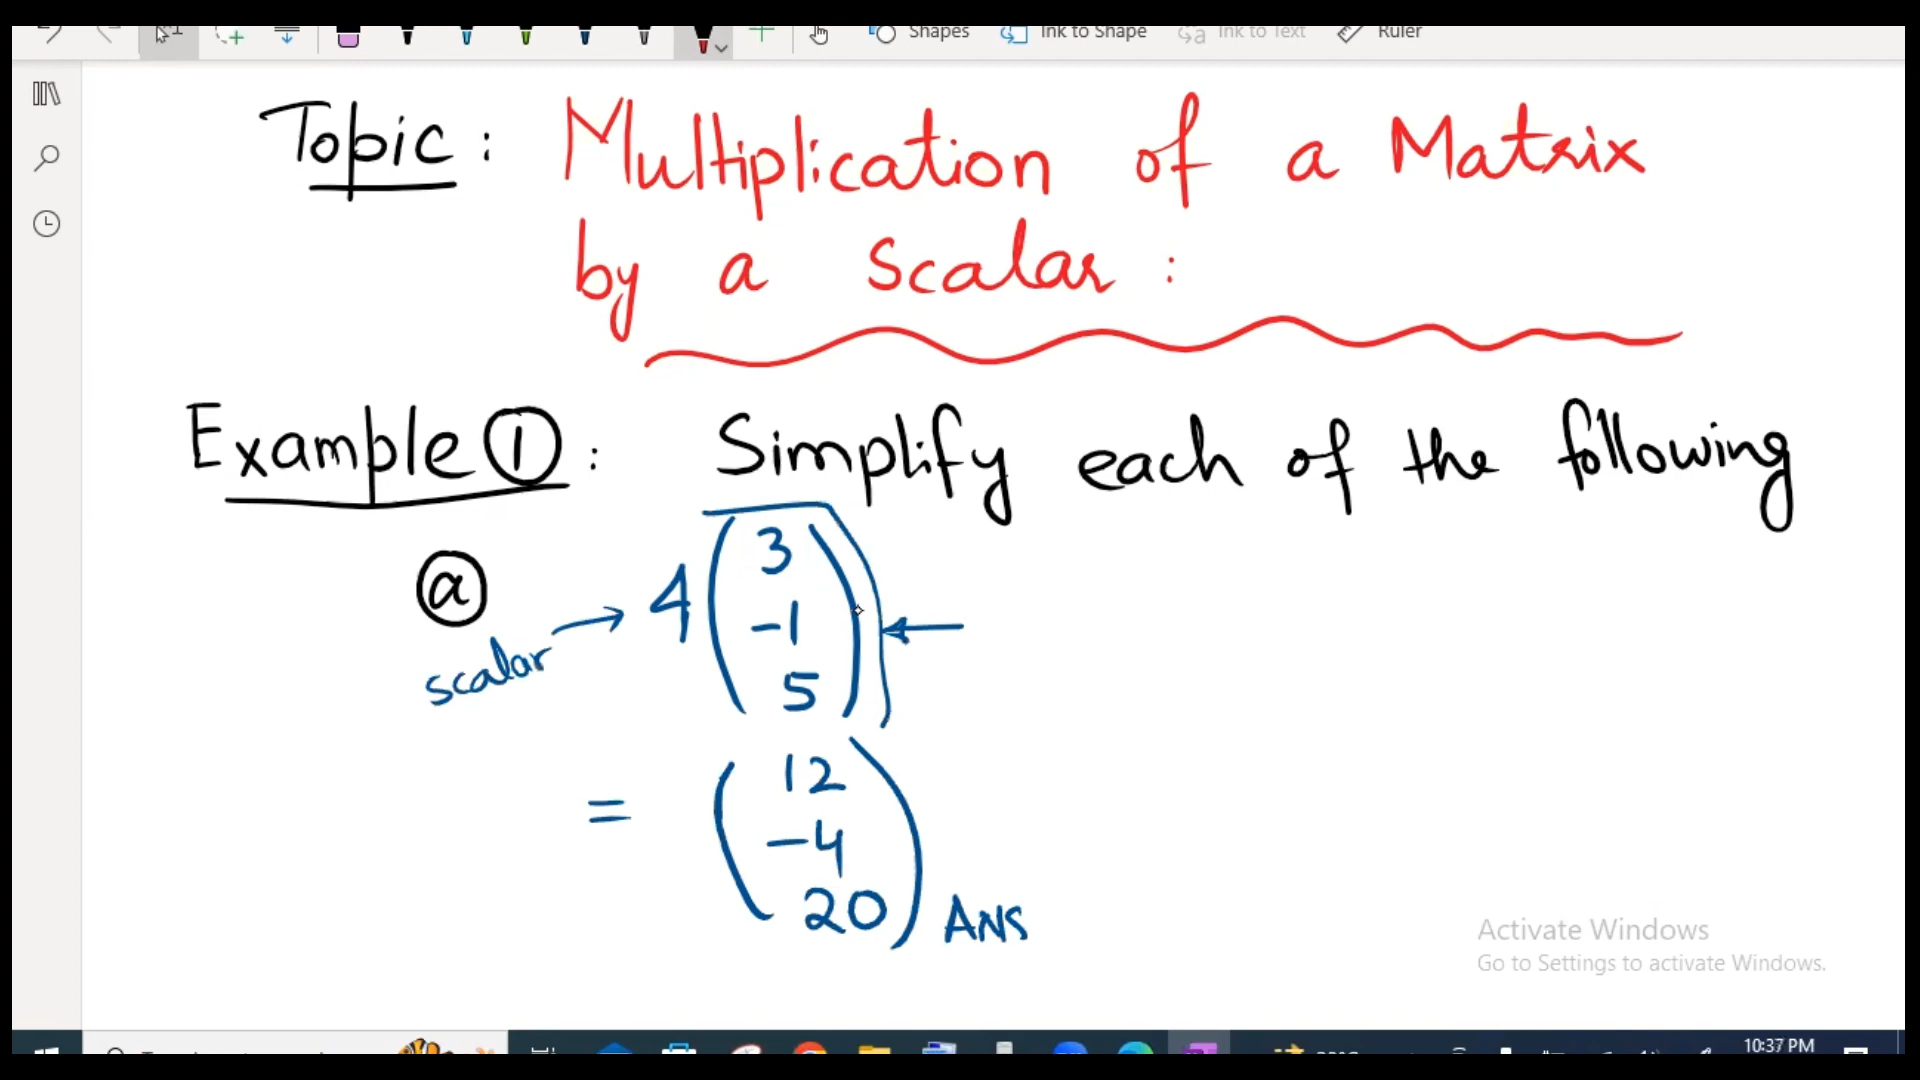 Shapes Ink to Shape Ink to Text Ruler
Topic: Multiplication of a Matrix
by a Scalar:
Example ①: Simplify each of the following
ⓐ
scalar → 4 ( 3
-1
5 ) ←
= ( 12
-4
20 ) ANS
Activate Windows
Go to Settings to activate Windows.
10:37 PM